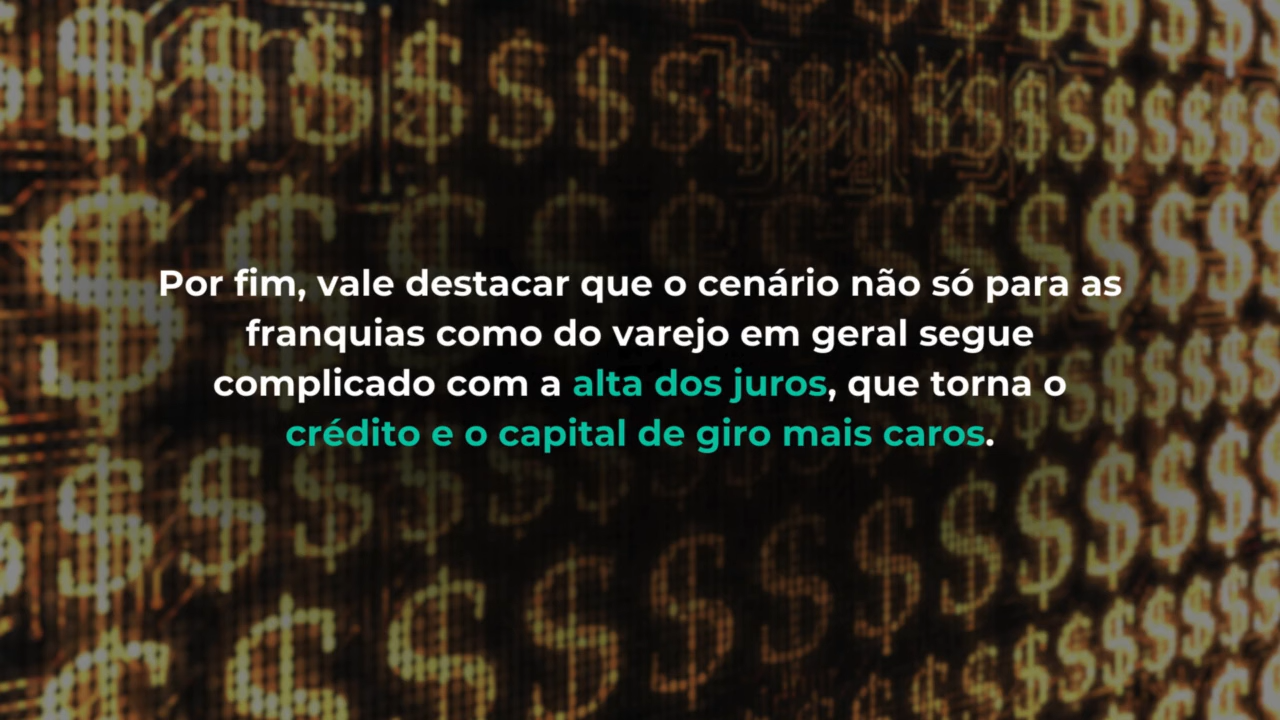 Por fim, vale destacar que o cenário não só para as
franquias como do varejo em geral segue
complicado com a alta dos juros, que torna o
crédito e o capital de giro mais caros.